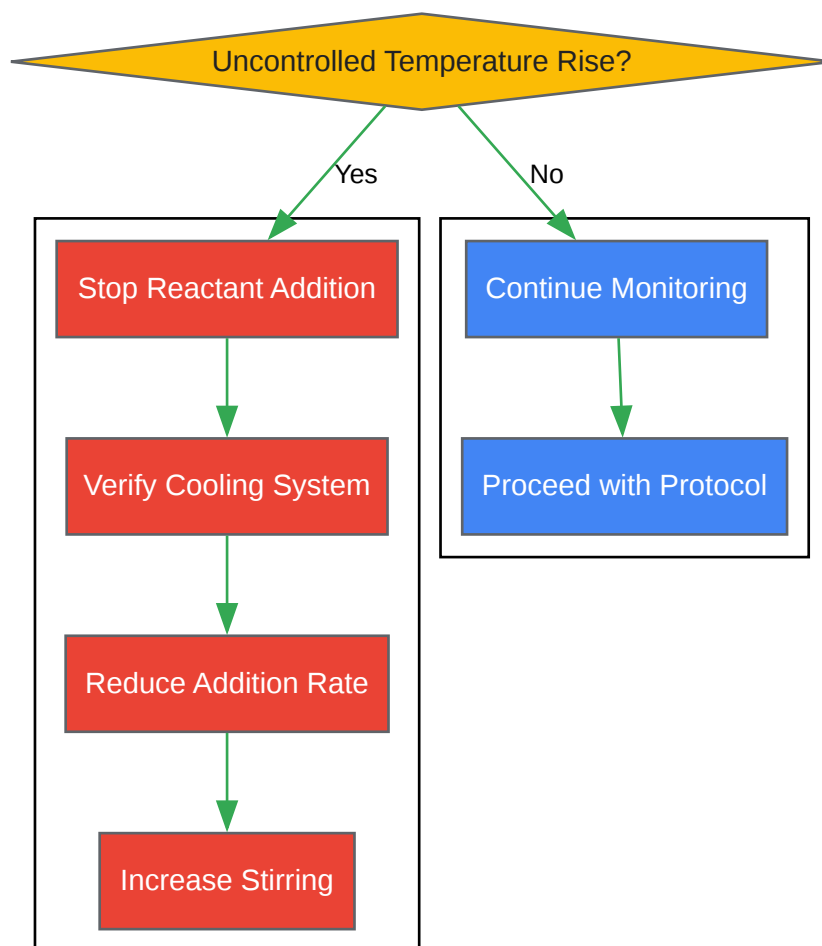 Uncontrolled Temperature Rise?
Yes
No
Stop Reactant Addition
Continue Monitoring
Verify Cooling System
Proceed with Protocol
Reduce Addition Rate
Increase Stirring